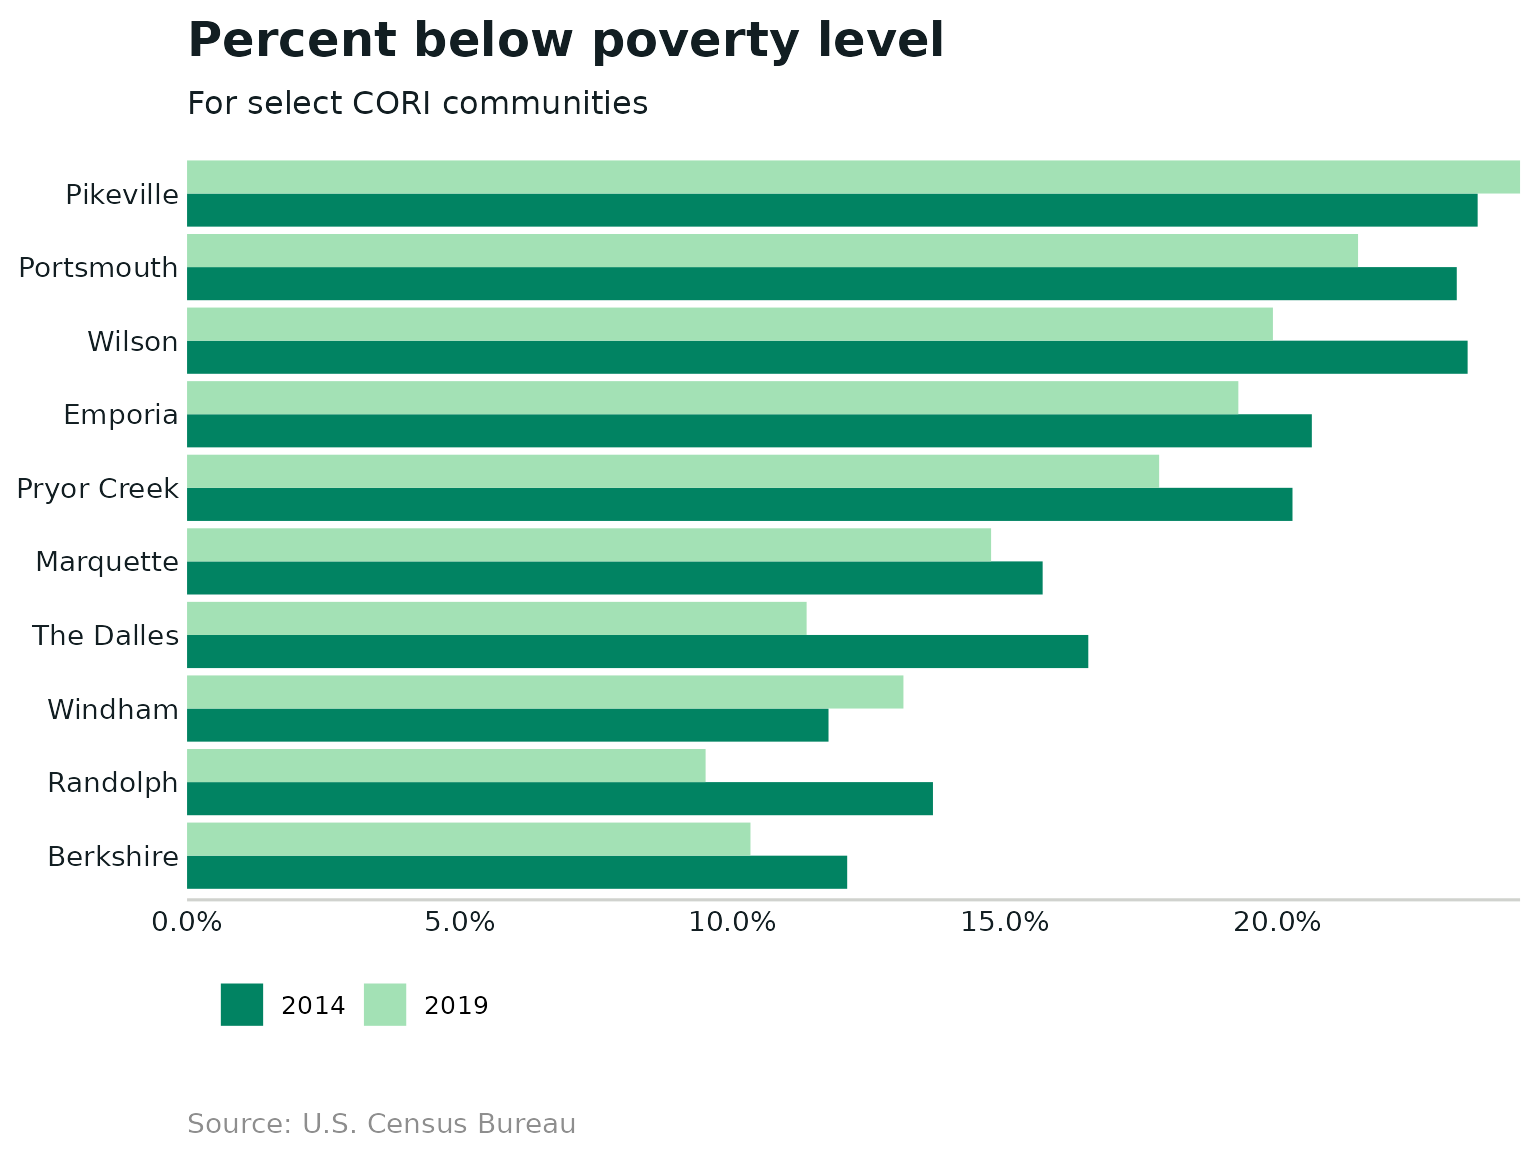 Percent below poverty level
For select CORI communities
Pikeville
Portsmouth
Wilson
Emporia
Pryor Creek
Marquette
The Dalles
Windham
Randolph
Berkshire
0.0% 5.0% 10.0% 15.0% 20.0%
2014 2019
Source: U.S. Census Bureau